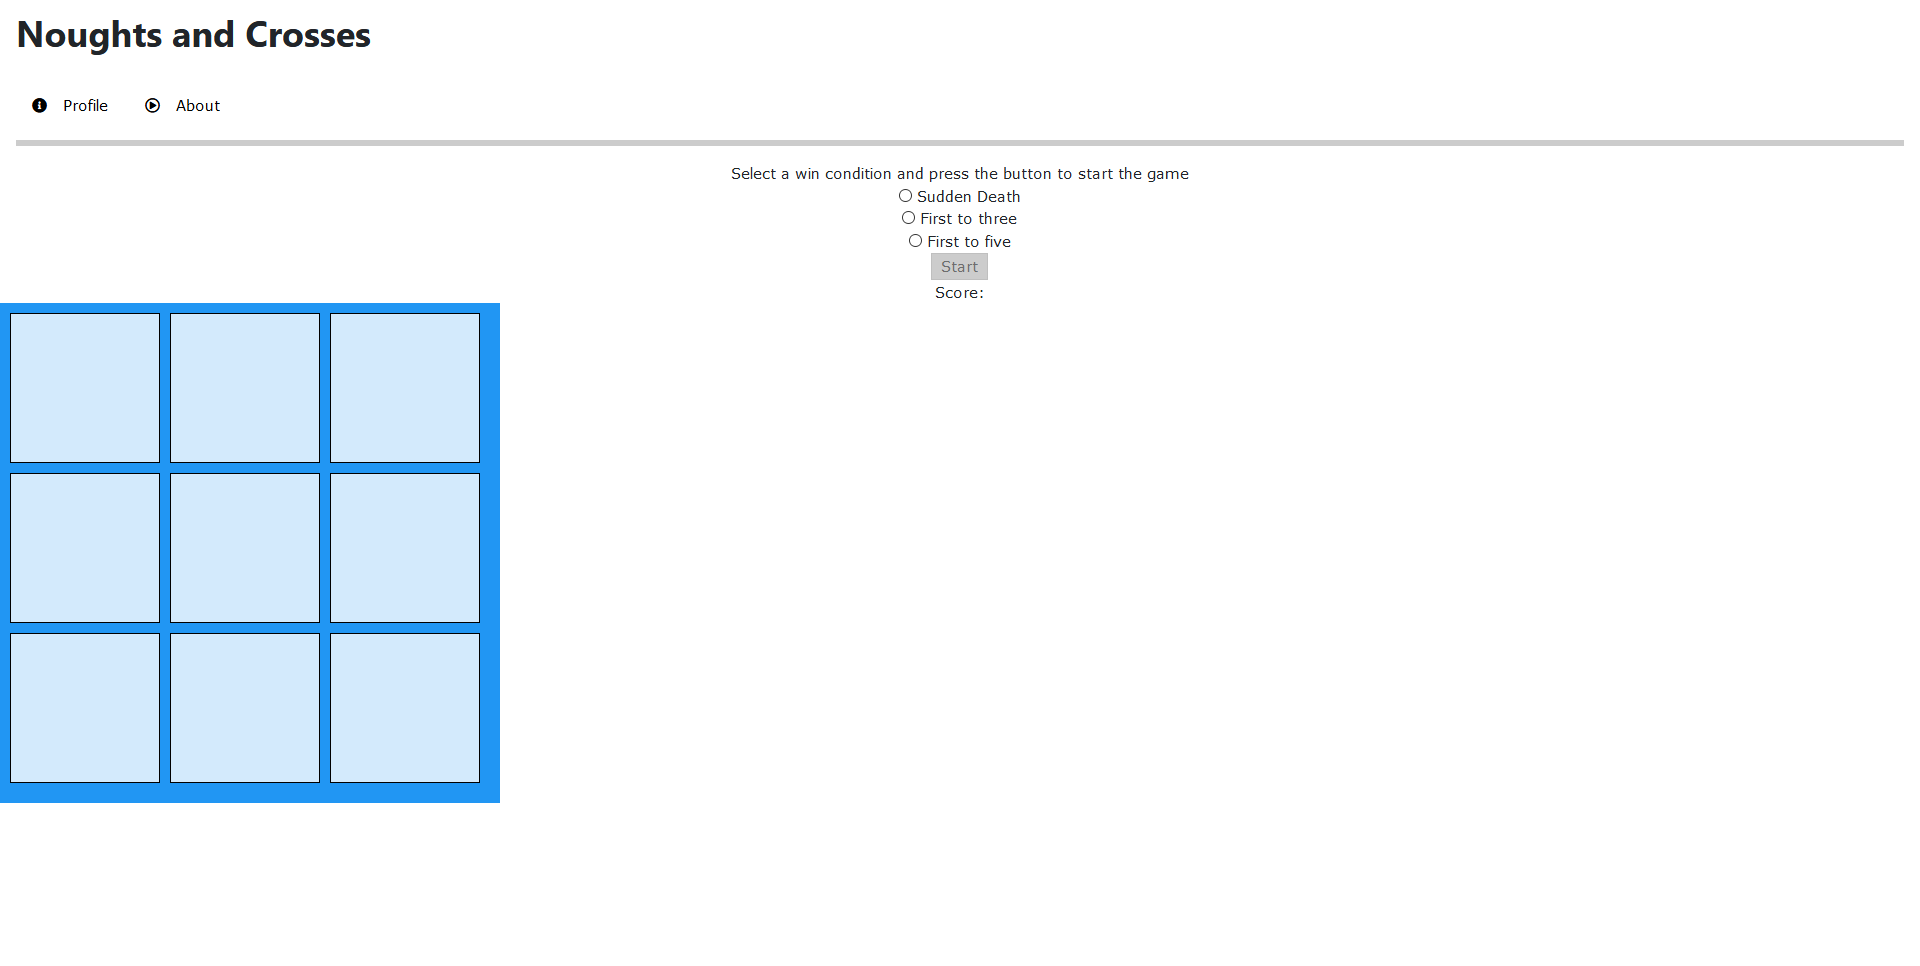 Noughts and Crosses
Profile About
Select a win condition and press the button to start the game
Sudden Death
First to three
First to five
Start
Score: